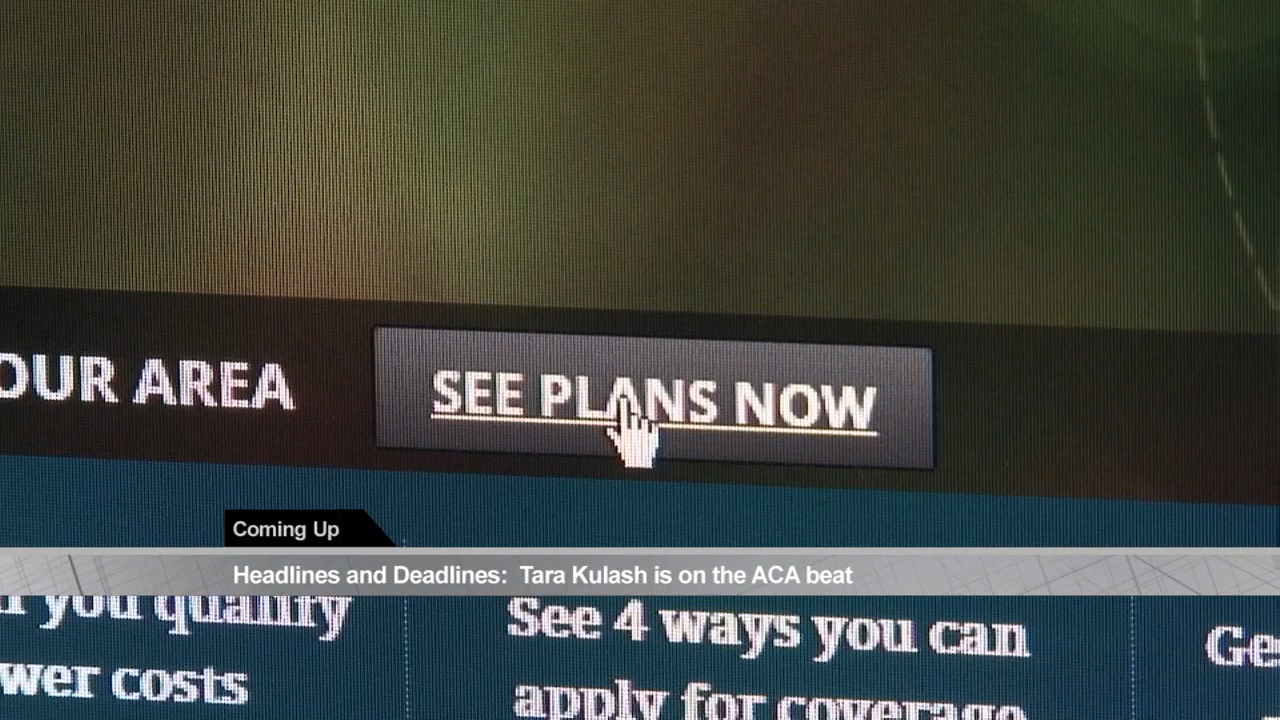 OUR AREA
SEE PLANS NOW
Coming Up
Headlines and Deadlines: Tara Kulash is on the ACA beat
you qualify
See 4 ways you can
wer costs
apply for coverage